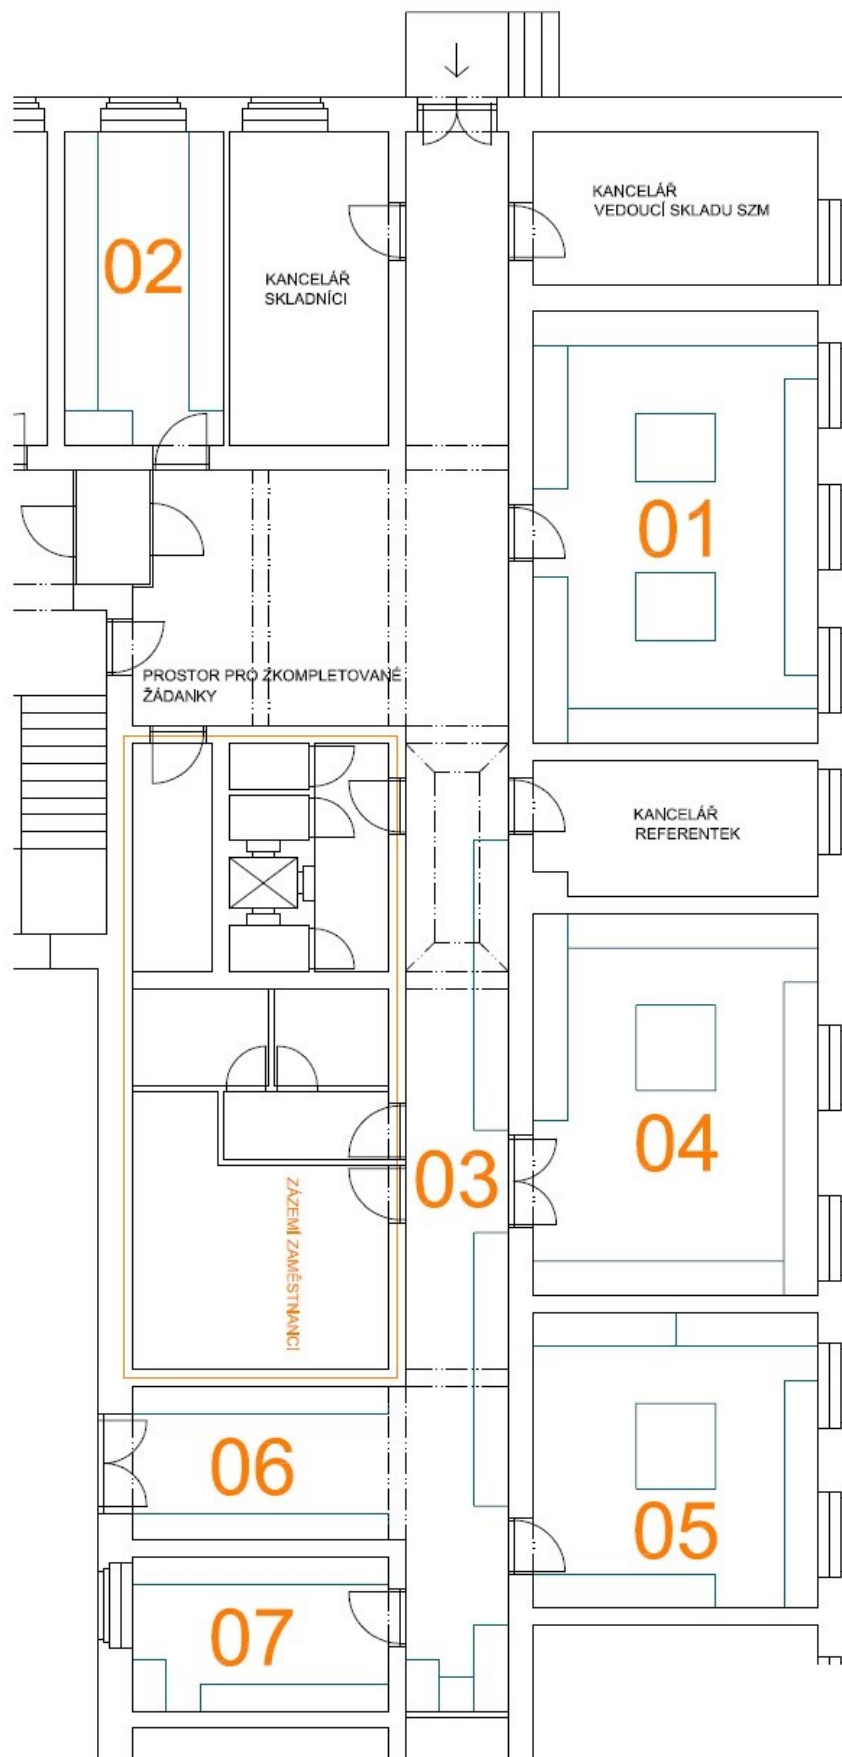 KANCELÁŘ
VEDOUCÍ SKLADU SZM
02
KANCELÁŘ
SKLADNÍCI
01
PROSTOR PRO ZKOMPLETOVANÉ
ŽÁDANKY
KANCELÁŘ
REFERENTEK
04
03
ZÁZEMÍ ZAMĚSTNANCI
06
05
07